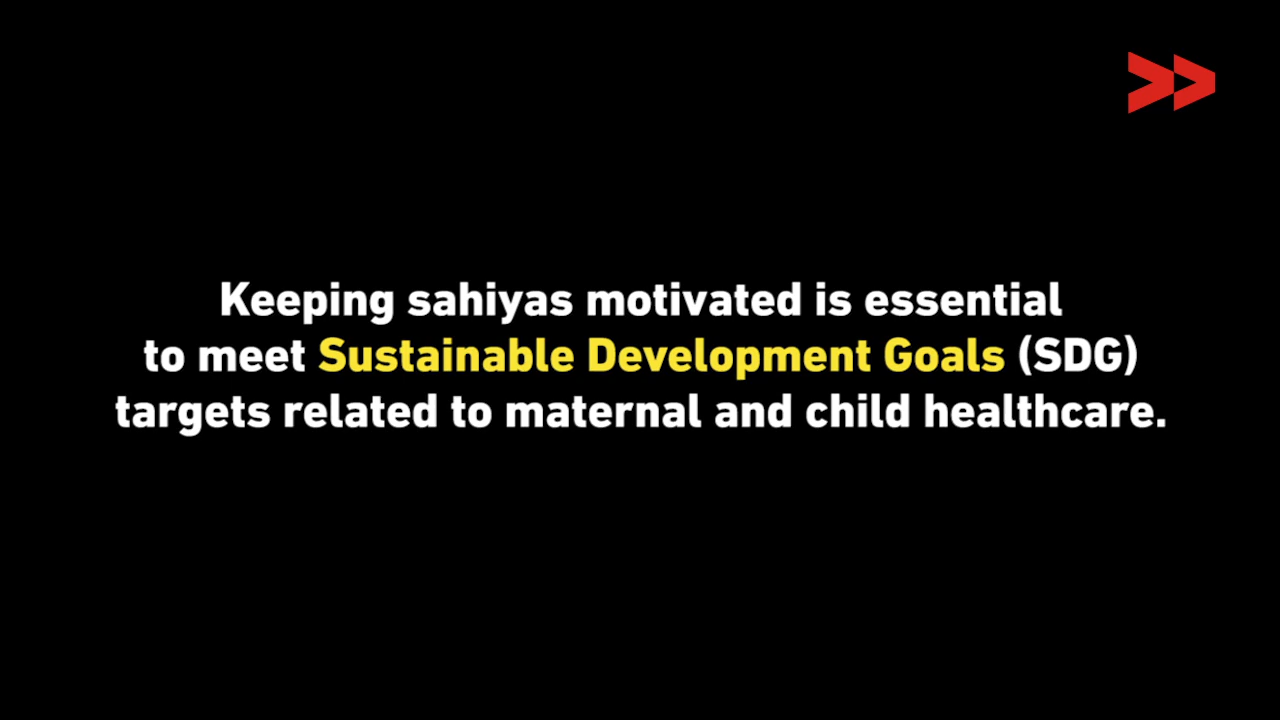 Keeping sahiyas motivated is essential
to meet Sustainable Development Goals (SDG)
targets related to maternal and child healthcare.